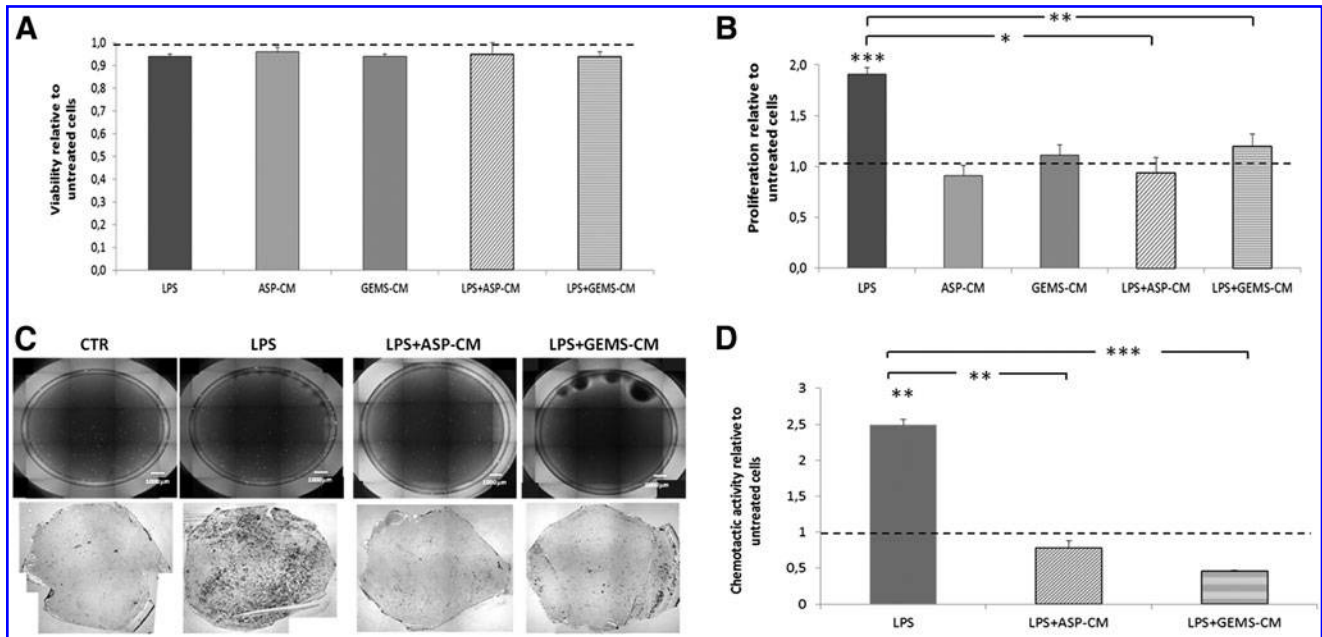 A
Viability relative to
untreated cells
1,0
0,9
0,8
0,7
0,6
0,5
0,4
0,3
0,2
0,1
0,0
LPS ASP-CM GEMS-CM LPS+ASP-CM LPS+GEMS-CM
B
Proliferation relative to
untreated cells
**
*
***
2,0
1,5
1,0
0,5
0,0
LPS ASP-CM GEMS-CM LPS+ASP-CM LPS+GEMS-CM
C
CTR LPS LPS+ASP-CM LPS+GEMS-CM
1000µm 1000µm 1000µm 1000µm
D
Chemotactic activity relative to
untreated cells
***
**
**
3
2,5
2
1,5
1
0,5
0
LPS LPS+ASP-CM LPS+GEMS-CM